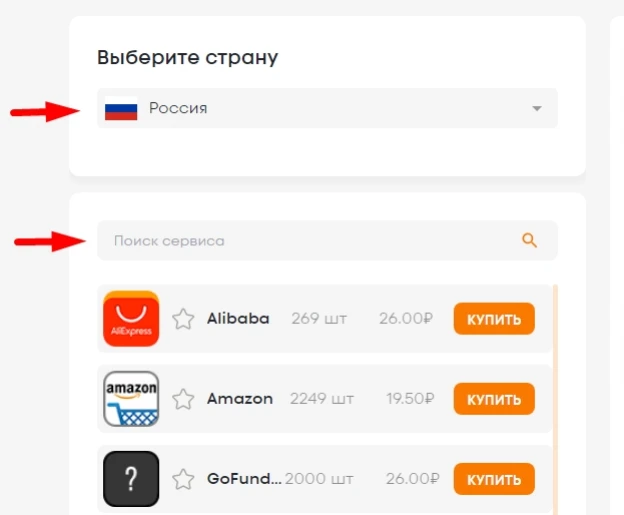 Выберите страну
Россия
Поиск сервиса
AliExpress Alibaba 269 шт 26.00₽ КУПИТЬ
amazon Amazon 2249 шт 19.50₽ КУПИТЬ
? GoFund... 2000 шт 26.00₽ КУПИТЬ